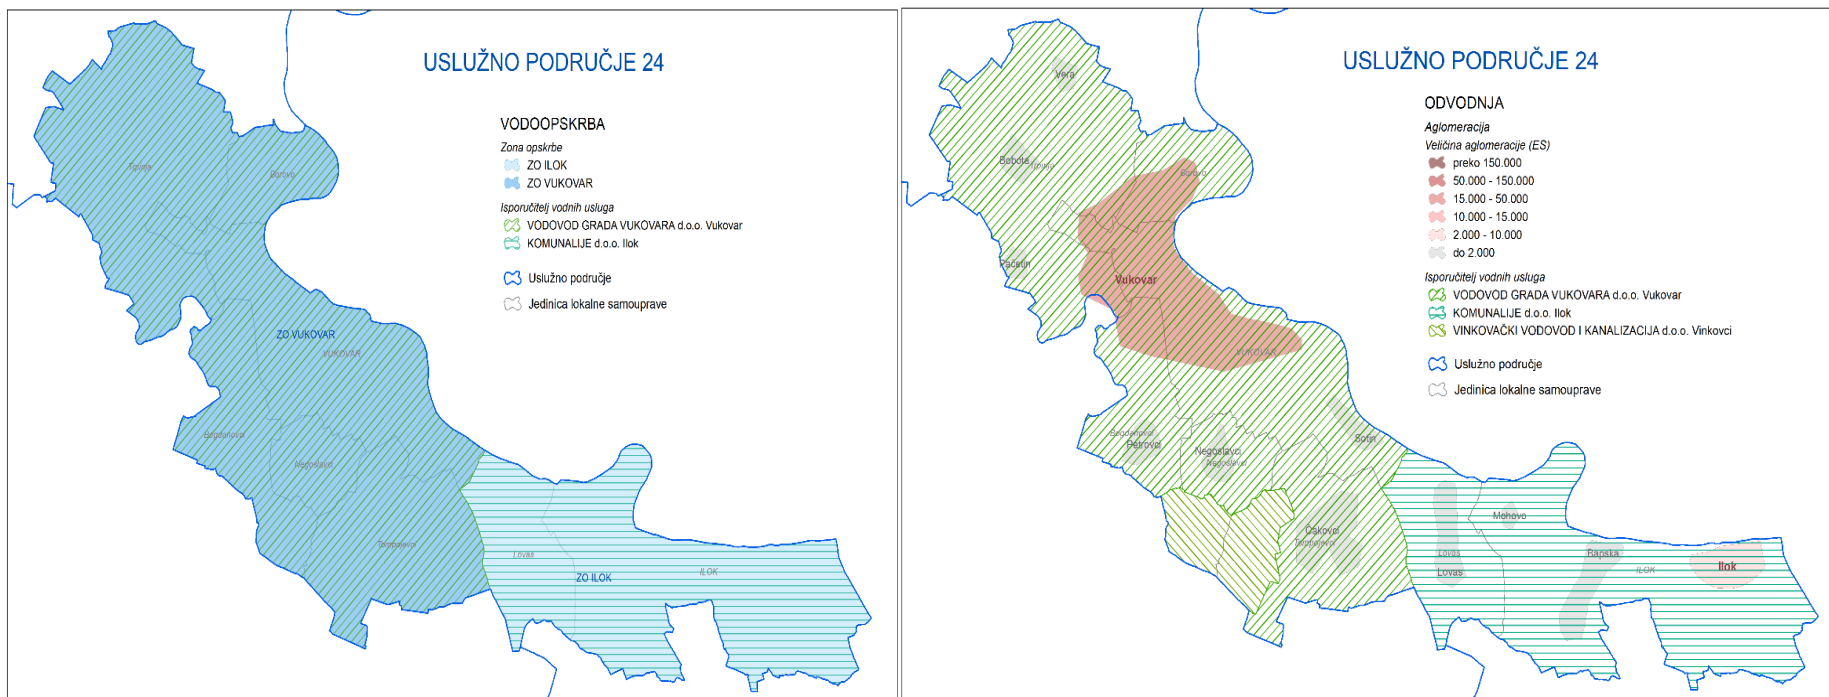 USLUŽNO PODRUČJE 24
VODOOPSKRBA
Zona opskrbe
ZO ILOK
ZO VUKOVAR
Isporučitelj vodnih usluga
VODOVOD GRADA VUKOVARA d.o.o. Vukovar
KOMUNALIJE d.o.o. Ilok
Uslužno područje
Jedinica lokalne samouprave
Trpinja
Borovo
ZO VUKOVAR
VUKOVAR
Bogdanovci
Negoslavci
Tompojevci
Lovas
ZO ILOK
ILOK
USLUŽNO PODRUČJE 24
ODVODNJA
Aglomeracija
Veličina aglomeracije (ES)
preko 150.000
50.000 - 150.000
15.000 - 50.000
10.000 - 15.000
2.000 - 10.000
do 2.000
Isporučitelj vodnih usluga
VODOVOD GRADA VUKOVARA d.o.o. Vukovar
KOMUNALIJE d.o.o. Ilok
VINKOVAČKI VODOVOD I KANALIZACIJA d.o.o. Vinkovci
Uslužno područje
Jedinica lokalne samouprave
Vera
Bobota
Trpinja
Borovo
Pačetin
Vukovar
VUKOVAR
Bogdanovci
Petrovci
Negoslavci
Negoslavci
Sotin
Čakovci
Tompojevci
Mohovo
Lovas
Lovas
Bapska
ILOK
Ilok